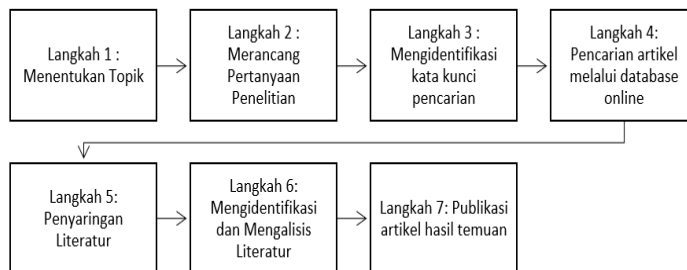 Langkah 1 :
Menentukan Topik
Langkah 2 :
Merancang
Pertanyaan
Penelitian
Langkah 3 :
Mengidentifikasi
kata kunci
pencarian
Langkah 4:
Pencarian artikel
melalui database
online
Langkah 5:
Penyaringan
Literatur
Langkah 6:
Mengidentifikasi
dan Mengalisis
Literatur
Langkah 7: Publikasi
artikel hasil temuan